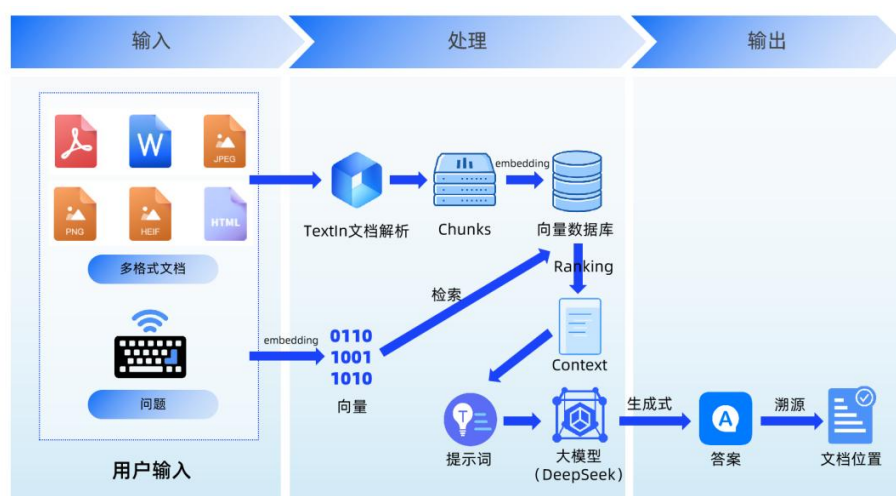 输入
处理
输出
W
JPEG
PNG
HEIF
HTML
多格式文档
问题
用户输入
TextIn文档解析
Chunks
embedding
向量数据库
Ranking
检索
embedding
0110
1001
1010
向量
Context
T
提示词
大模型
(DeepSeek)
生成式
A
答案
溯源
文档位置